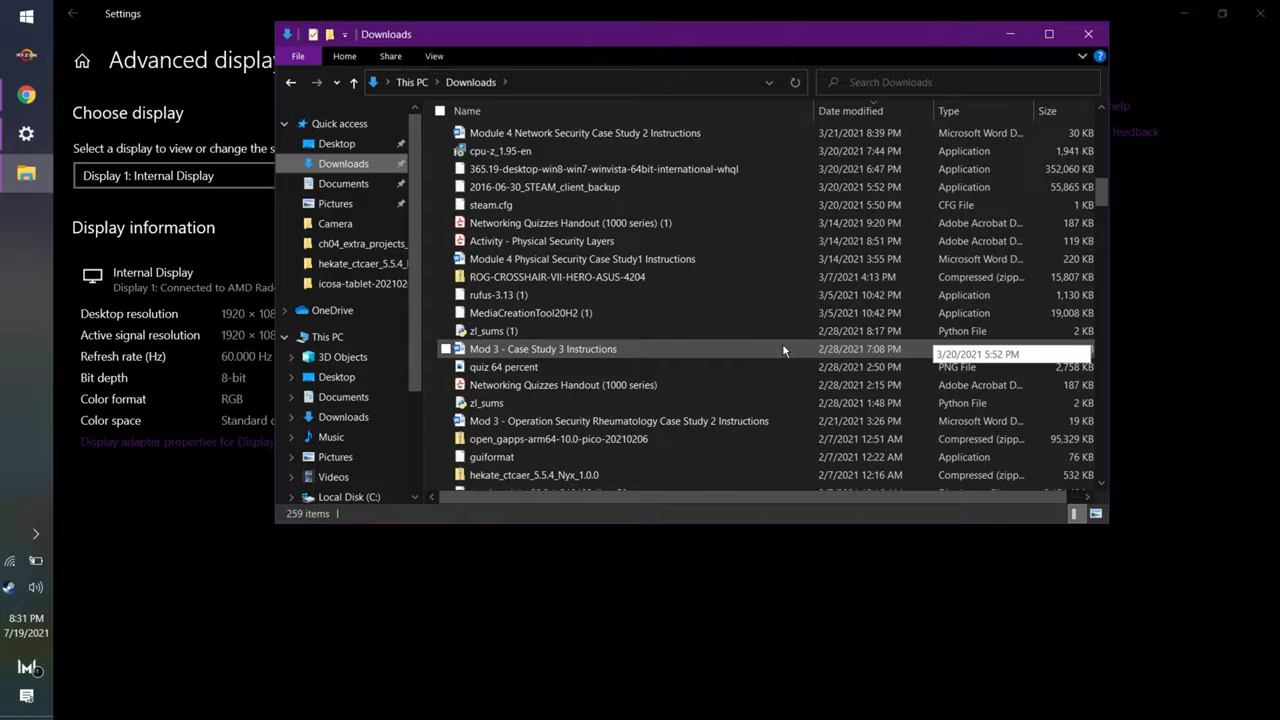 Settings
RYZEN
Advanced displa
Choose display
Select a display to view or change the s
Display 1: Internal Display
Display information
Internal Display
Display 1: Connected to AMD Rade
Desktop resolution 1920 × 108
Active signal resolution 1920 × 108
Refresh rate (Hz) 60.000 Hz
Bit depth 8-bit
Color format RGB
Color space Standard c
Display adapter properties for Display
help
feedback
Downloads
File Home Share View
This PC Downloads
Search Downloads
Quick access
Desktop
Downloads
Documents
Pictures
Camera
ch04_extra_projects_
hekate_ctcaer_5.5.4_l
icosa-tablet-2021020
OneDrive
This PC
3D Objects
Desktop
Documents
Downloads
Music
Pictures
Videos
Local Disk (C:)
Name Date modified Type Size
Module 4 Network Security Case Study 2 Instructions 3/21/2021 8:39 PM Microsoft Word D... 30 KB
cpu-z_1.95-en 3/20/2021 7:44 PM Application 1,941 KB
365.19-desktop-win8-win7-winvista-64bit-international-whql 3/20/2021 6:47 PM Application 352,060 KB
2016-06-30_STEAM_client_backup 3/20/2021 5:52 PM Application 55,865 KB
steam.cfg 3/20/2021 5:50 PM CFG File 1 KB
Networking Quizzes Handout (1000 series) (1) 3/14/2021 9:20 PM Adobe Acrobat D... 187 KB
Activity - Physical Security Layers 3/14/2021 8:51 PM Adobe Acrobat D... 119 KB
Module 4 Physical Security Case Study1 Instructions 3/14/2021 3:55 PM Microsoft Word D... 220 KB
ROG-CROSSHAIR-VII-HERO-ASUS-4204 3/7/2021 4:13 PM Compressed (zipp... 15,807 KB
rufus-3.13 (1) 3/5/2021 10:42 PM Application 1,130 KB
MediaCreationTool20H2 (1) 3/5/2021 10:42 PM Application 19,008 KB
zl_sums (1) 2/28/2021 8:17 PM Python File 2 KB
Mod 3 - Case Study 3 Instructions 2/28/2021 7:08 PM
3/20/2021 5:52 PM
quiz 64 percent 2/28/2021 2:50 PM PNG File 2,758 KB
Networking Quizzes Handout (1000 series) 2/28/2021 2:15 PM Adobe Acrobat D... 187 KB
zl_sums 2/28/2021 1:48 PM Python File 2 KB
Mod 3 - Operation Security Rheumatology Case Study 2 Instructions 2/21/2021 3:26 PM Microsoft Word D... 19 KB
open_gapps-arm64-10.0-pico-20210206 2/7/2021 12:51 AM Compressed (zipp... 95,329 KB
guiformat 2/7/2021 12:22 AM Application 76 KB
hekate_ctcaer_5.5.4_Nyx_1.0.0 2/7/2021 12:16 AM Compressed (zipp... 532 KB
259 items
8:31 PM
7/19/2021